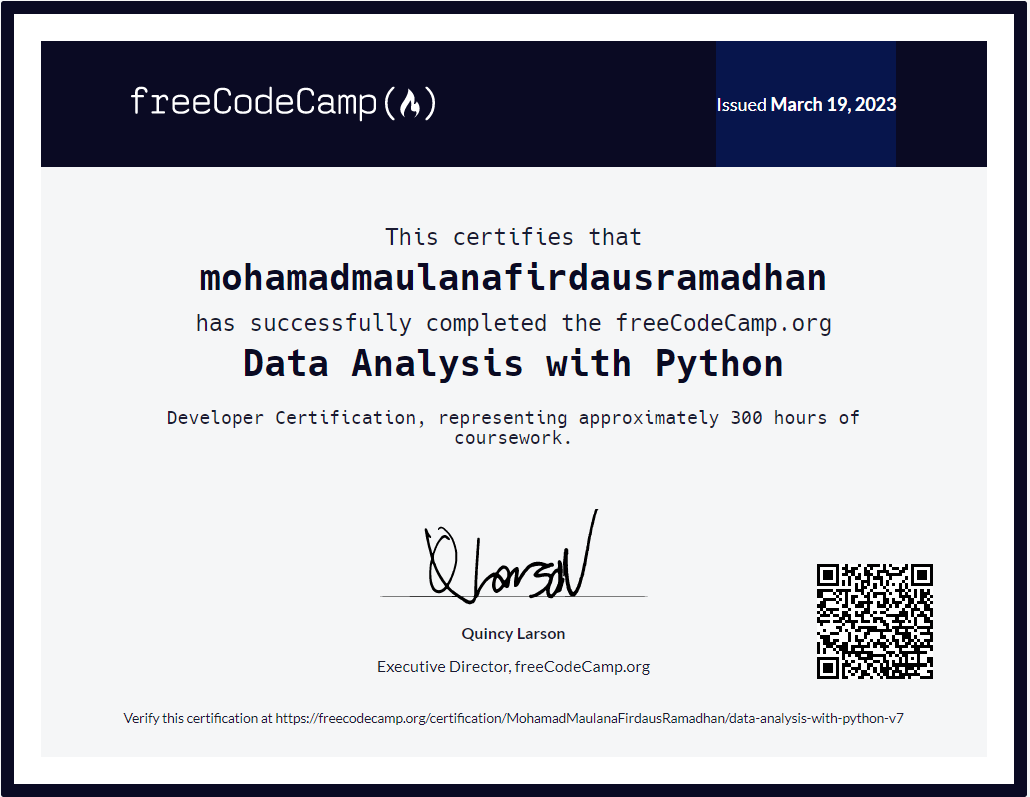 freeCodeCamp
Issued March 19, 2023
This certifies that
mohamadmaulanafirdausramadhan
has successfully completed the freeCodeCamp.org
Data Analysis with Python
Developer Certification, representing approximately 300 hours of
coursework.
Q Larson
Quincy Larson
Executive Director, freeCodeCamp.org
Verify this certification at https://freecodecamp.org/certification/MohamadMaulanaFirdausRamadhan/data-analysis-with-python-v7